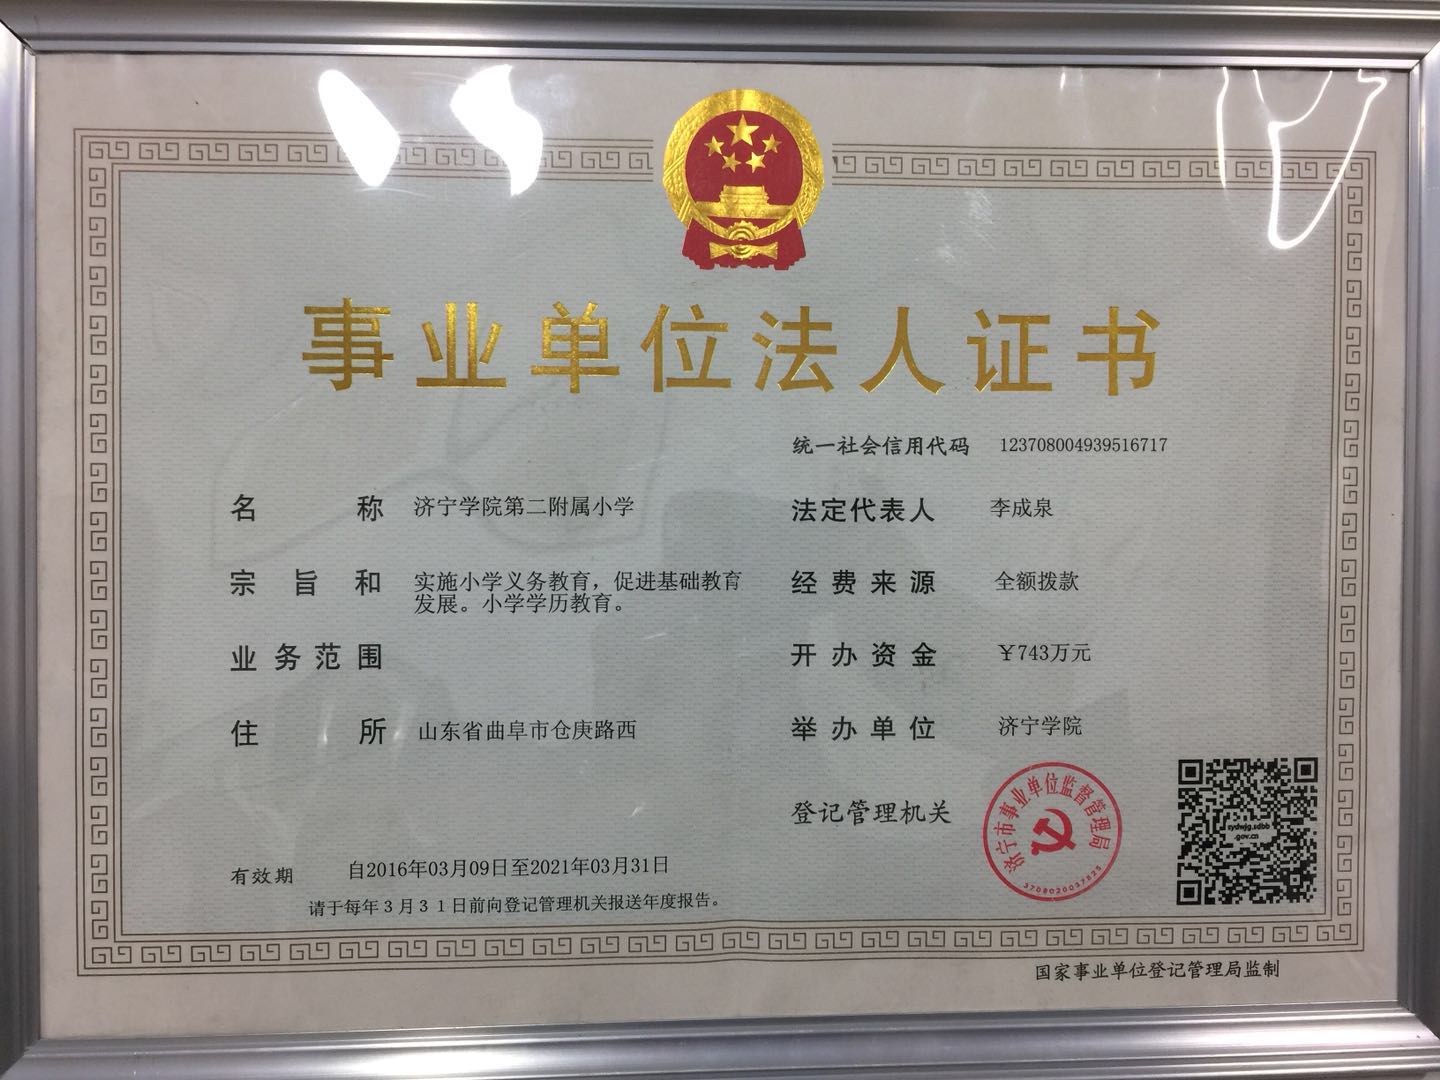 事业单位法人证书
统一社会信用代码 123708004939516717
名称 济宁学院第二附属小学
法定代表人 李成泉
宗旨和 实施小学义务教育，促进基础教育
发展。小学学历教育。
业务范围
经费来源 全额拨款
开办资金 ￥743万元
住所 山东省曲阜市仓庚路西
举办单位 济宁学院
登记管理机关
济宁市事业单位监督管理局
3708020037825
sydwjg.sdbb
.gov.cn
有效期 自2016年03月09日至2021年03月31日
请于每年3月31日前向登记管理机关报送年度报告。
国家事业单位登记管理局监制